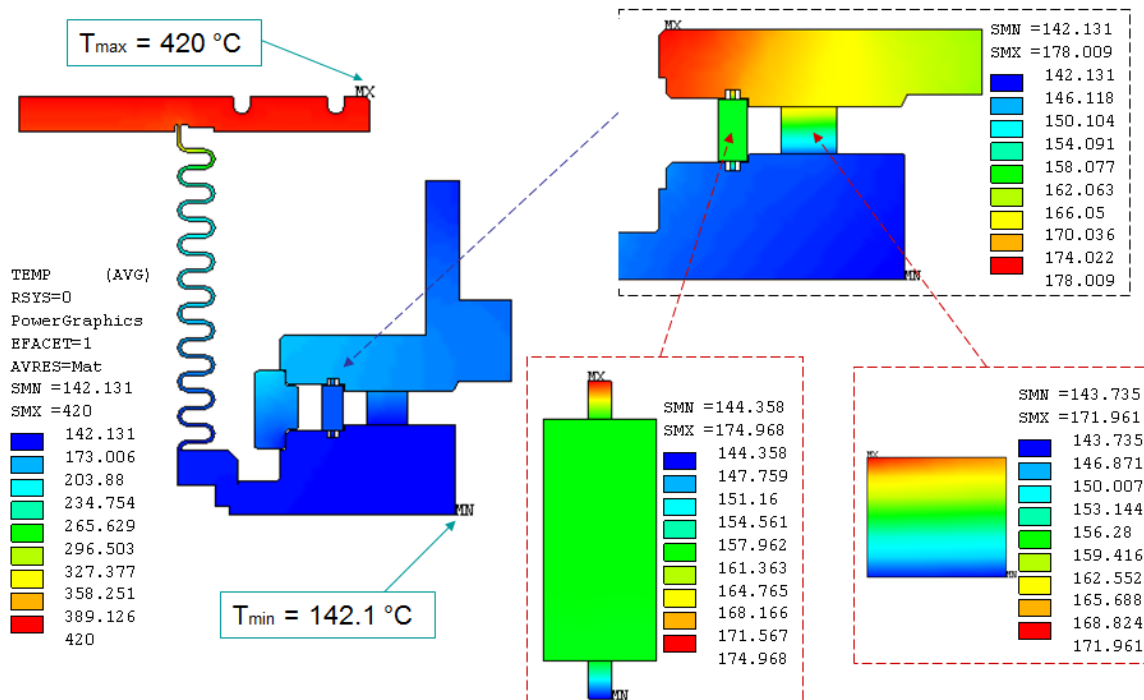 Tmax = 420 °C
MX
TEMP (AVG)
RSYS=0
PowerGraphics
EFACET=1
AVRES=Mat
SMN =142.131
SMX =420
142.131
173.006
203.88
234.754
265.629
296.503
327.377
358.251
389.126
420
MN
Tmin = 142.1 °C
MX
MN
SMN =142.131
SMX =178.009
142.131
146.118
150.104
154.091
158.077
162.063
166.05
170.036
174.022
178.009
MX
MN
SMN =144.358
SMX =174.968
144.358
147.759
151.16
154.561
157.962
161.363
164.765
168.166
171.567
174.968
MX
MN
SMN =143.735
SMX =171.961
143.735
146.871
150.007
153.144
156.28
159.416
162.552
165.688
168.824
171.961